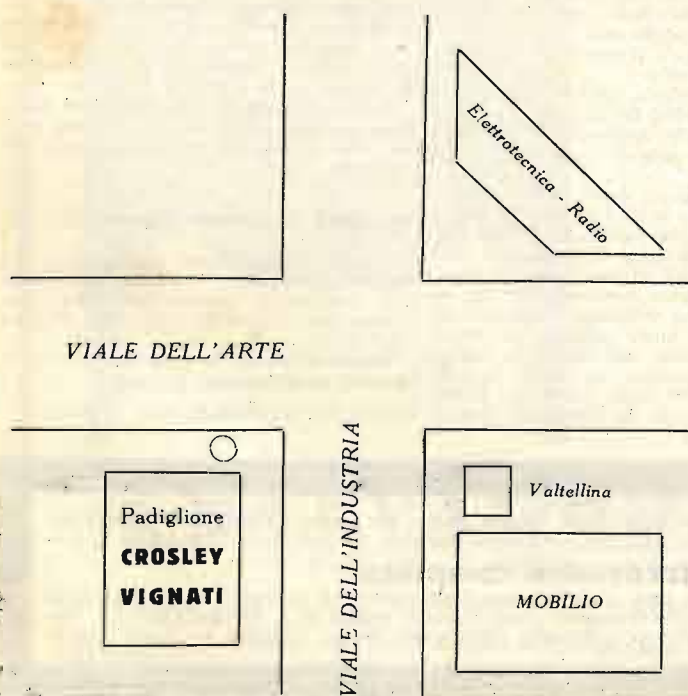 Elettrotecnica - Radio
VIALE DELL'ARTE
VIALE DELL'INDUSTRIA
Padiglione
CROSLEY
VIGNATI
Valtellina
MOBILIO